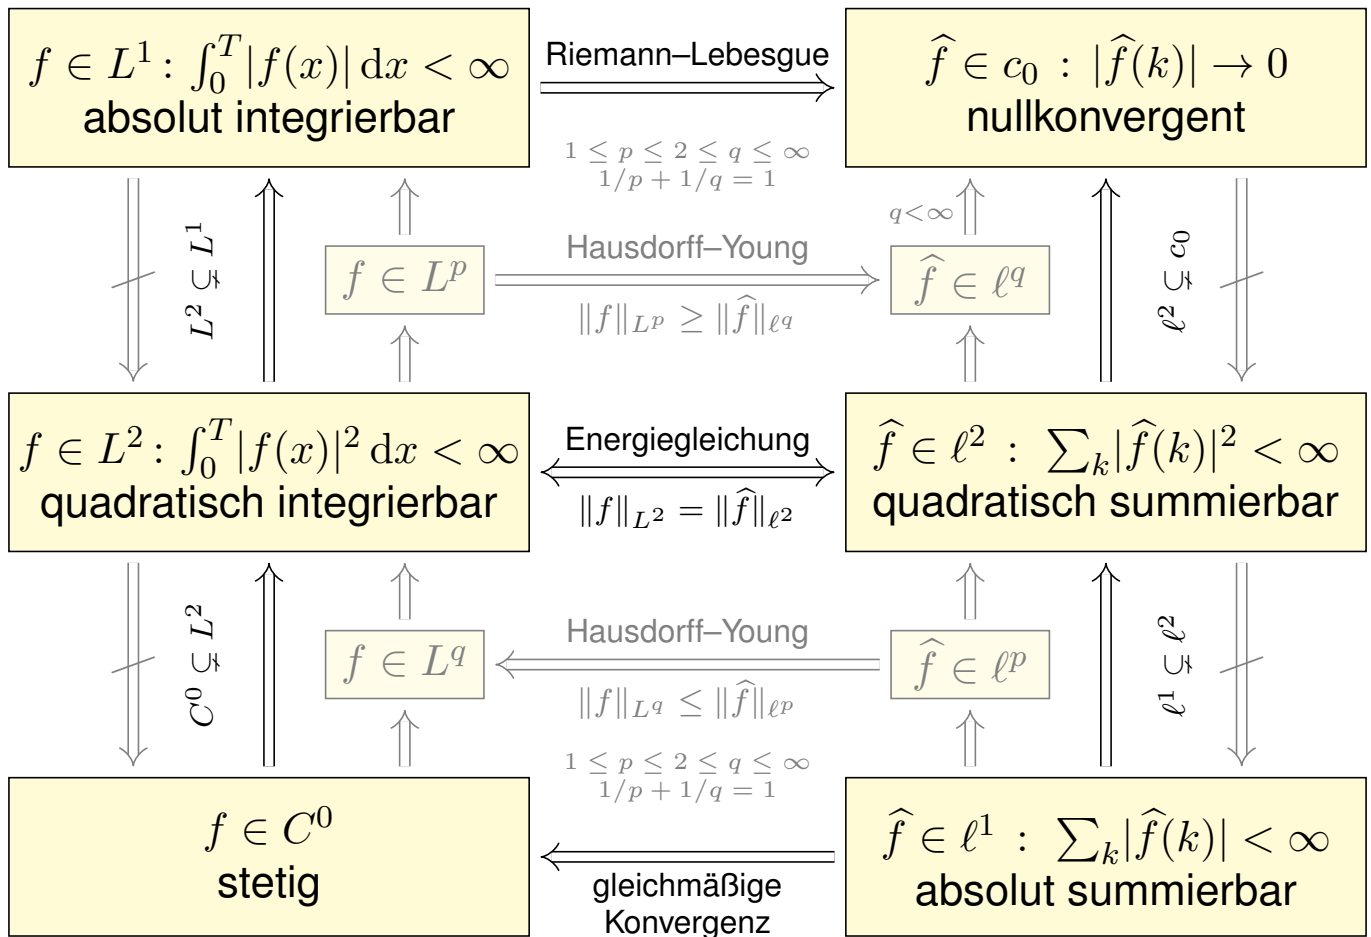 f ∈ L¹ : ∫₀ᵀ |f(x)| dx < ∞
absolut integrierbar
Riemann–Lebesgue
f̂ ∈ c₀ : |f̂(k)| → 0
nullkonvergent
1 ≤ p ≤ 2 ≤ q ≤ ∞
1/p + 1/q = 1
L² ⊊ L¹
f ∈ Lᵖ
Hausdorff–Young
‖f‖_{Lᵖ} ≥ ‖f̂‖_{ℓ^q}
q<∞
f̂ ∈ ℓ^q
ℓ² ⊊ c₀
f ∈ L² : ∫₀ᵀ |f(x)|² dx < ∞
quadratisch integrierbar
Energiegleichung
‖f‖_{L²} = ‖f̂‖_{ℓ²}
f̂ ∈ ℓ² : ∑ₖ|f̂(k)|² < ∞
quadratisch summierbar
C⁰ ⊊ L²
f ∈ L^q
Hausdorff–Young
‖f‖_{L^q} ≤ ‖f̂‖_{ℓᵖ}
f̂ ∈ ℓᵖ
ℓ¹ ⊊ ℓ²
1 ≤ p ≤ 2 ≤ q ≤ ∞
1/p + 1/q = 1
f ∈ C⁰
stetig
gleichmäßige
Konvergenz
f̂ ∈ ℓ¹ : ∑ₖ|f̂(k)| < ∞
absolut summierbar